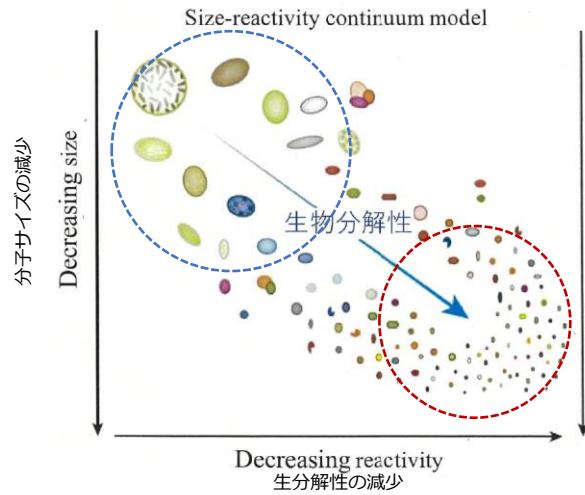 Size-reactivity continuum model
分子サイズの減少
Decreasing size
生物分解性
Decreasing reactivity
生分解性の減少